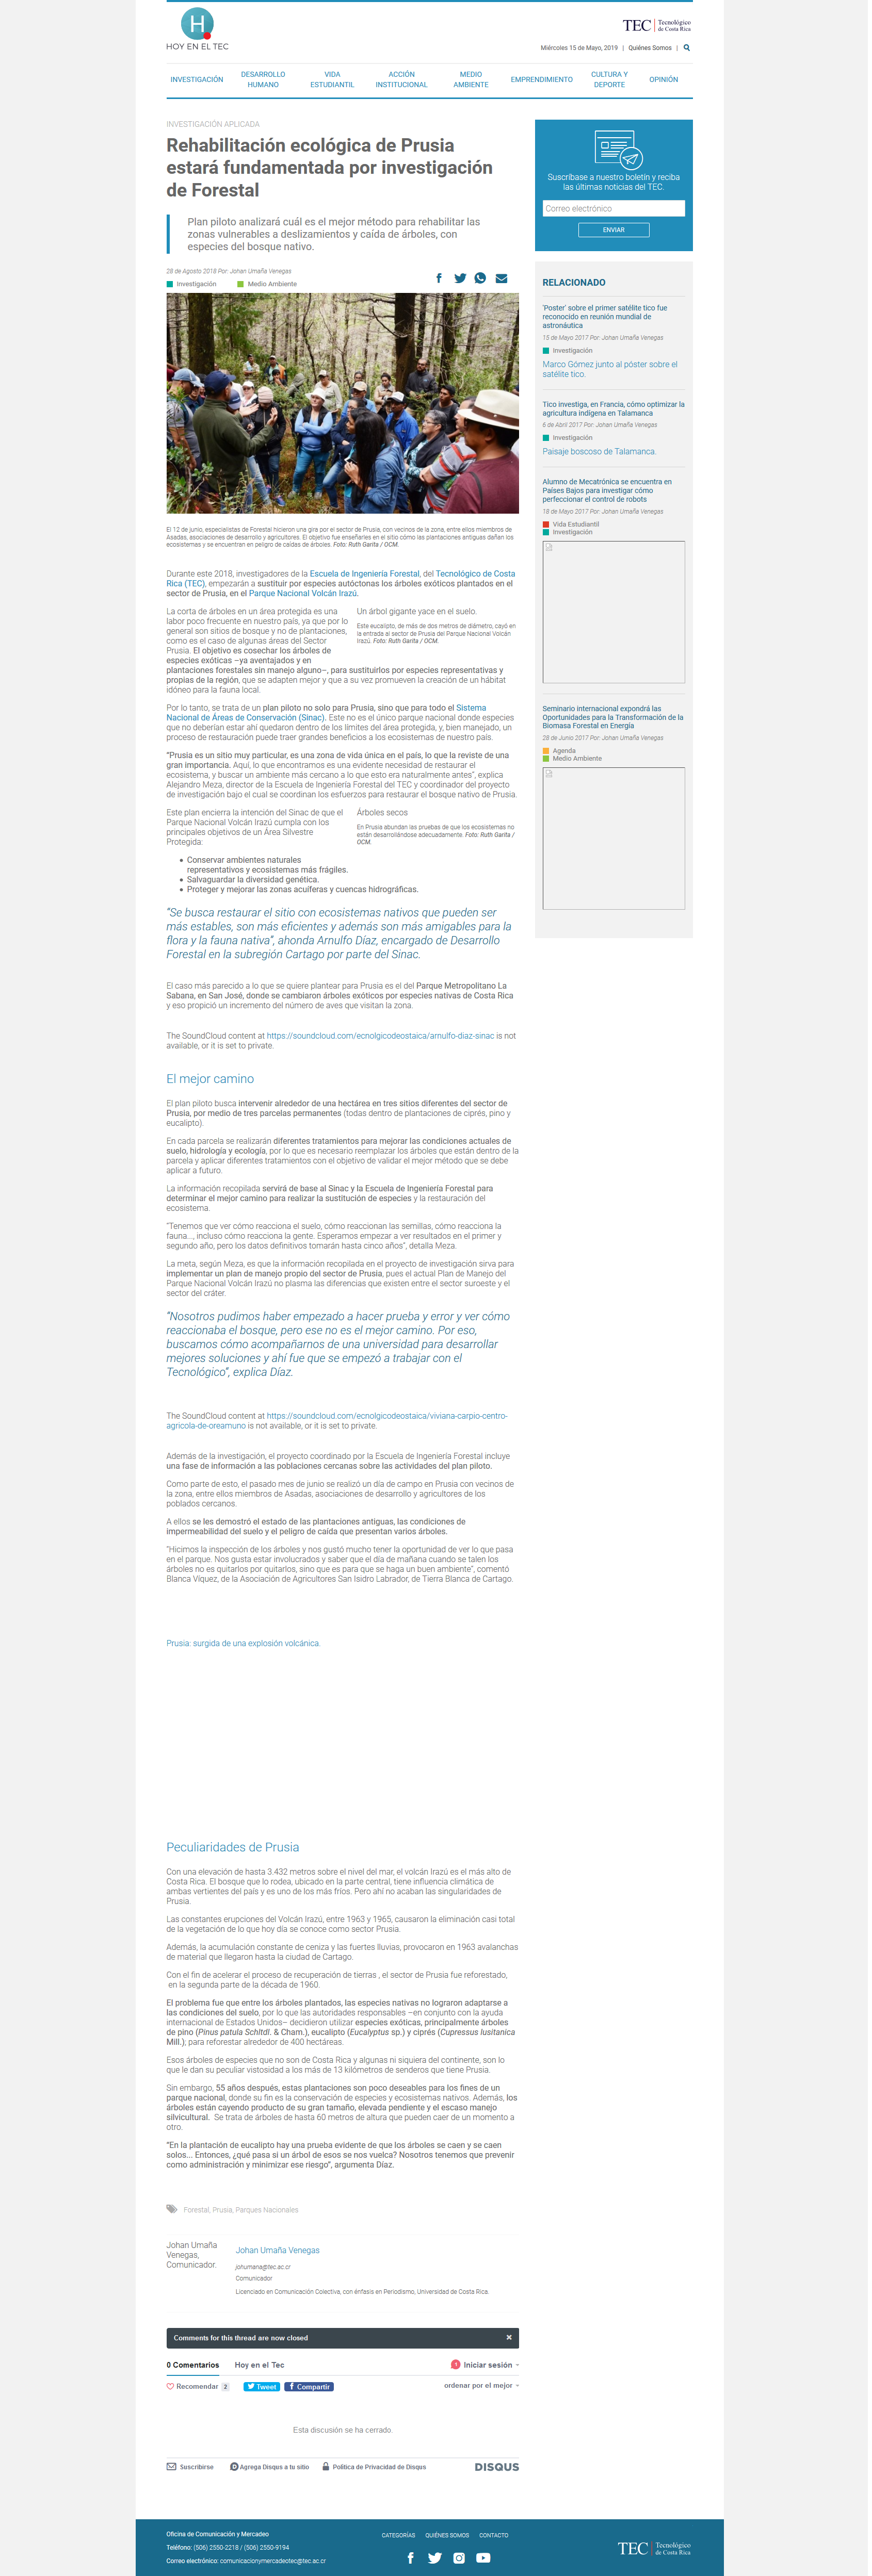 H
HOY EN EL TEC
TEC | Tecnológico
de Costa Rica
Miércoles 15 de Mayo, 2019 | Quiénes Somos |
INVESTIGACIÓN
DESARROLLO
HUMANO
VIDA
ESTUDIANTIL
ACCIÓN
INSTITUCIONAL
MEDIO
AMBIENTE
EMPRENDIMIENTO
CULTURA Y
DEPORTE
OPINIÓN
INVESTIGACIÓN APLICADA
Rehabilitación ecológica de Prusia
estará fundamentada por investigación
de Forestal
Plan piloto analizará cuál es el mejor método para rehabilitar las
zonas vulnerables a deslizamientos y caída de árboles, con
especies del bosque nativo.
28 de Agosto 2018 Por: Johan Umaña Venegas
Investigación
Medio Ambiente
El 12 de junio, especialistas de Forestal hicieron una gira por el sector de Prusia, con vecinos de la zona, entre ellos miembros de
Asadas, asociaciones de desarrollo y agricultores. El objetivo fue enseñarles en el sitio cómo las plantaciones antiguas dañan los
ecosistemas y se encuentran en peligro de caídas de árboles. Foto: Ruth Garita / OCM.
Durante este 2018, investigadores de la Escuela de Ingeniería Forestal, del Tecnológico de Costa
Rica (TEC), empezarán a sustituir por especies autóctonas los árboles exóticos plantados en el
sector de Prusia, en el Parque Nacional Volcán Irazú.
La corta de árboles en un área protegida es una
labor poco frecuente en nuestro país, ya que por lo
general son sitios de bosque y no de plantaciones,
como es el caso de algunas áreas del Sector
Prusia. El objetivo es cosechar los árboles de
especies exóticas –ya aventajados y en
plantaciones forestales sin manejo alguno–, para sustituirlos por especies representativas y
propias de la región, que se adapten mejor y que a su vez promueven la creación de un hábitat
idóneo para la fauna local.
Un árbol gigante yace en el suelo.
Este eucalipto, de más de dos metros de diámetro, cayó en
la entrada al sector de Prusia del Parque Nacional Volcán
Irazú. Foto: Ruth Garita / OCM.
Por lo tanto, se trata de un plan piloto no solo para Prusia, sino que para todo el Sistema
Nacional de Áreas de Conservación (Sinac). Este no es el único parque nacional donde especies
que no deberían estar ahí quedaron dentro de los límites del área protegida, y, bien manejado, un
proceso de restauración puede traer grandes beneficios a los ecosistemas de nuestro país.
“Prusia es un sitio muy particular, es una zona de vida única en el país, lo que la reviste de una
gran importancia. Aquí, lo que encontramos es una evidente necesidad de restaurar el
ecosistema, y buscar un ambiente más cercano a lo que esto era naturalmente antes”, explica
Alejandro Meza, director de la Escuela de Ingeniería Forestal del TEC y coordinador del proyecto
de investigación bajo el cual se coordinan los esfuerzos para restaurar el bosque nativo de Prusia.
Este plan encierra la intención del Sinac de que el
Parque Nacional Volcán Irazú cumpla con los
principales objetivos de un Área Silvestre
Protegida:
Árboles secos
En Prusia abundan las pruebas de que los ecosistemas no
están desarrollándose adecuadamente. Foto: Ruth Garita /
OCM.
• Conservar ambientes naturales
representativos y ecosistemas más frágiles.
• Salvaguardar la diversidad genética.
• Proteger y mejorar las zonas acuíferas y cuencas hidrográficas.
“Se busca restaurar el sitio con ecosistemas nativos que pueden ser
más estables, son más eficientes y además son más amigables para la
flora y la fauna nativa”, ahonda Arnulfo Díaz, encargado de Desarrollo
Forestal en la subregión Cartago por parte del Sinac.
El caso más parecido a lo que se quiere plantear para Prusia es el del Parque Metropolitano La
Sabana, en San José, donde se cambiaron árboles exóticos por especies nativas de Costa Rica
y eso propició un incremento del número de aves que visitan la zona.
The SoundCloud content at https://soundcloud.com/ecnolgicodeostaica/arnulfo-diaz-sinac is not
available, or it is set to private.
El mejor camino
El plan piloto busca intervenir alrededor de una hectárea en tres sitios diferentes del sector de
Prusia, por medio de tres parcelas permanentes (todas dentro de plantaciones de ciprés, pino y
eucalipto).
En cada parcela se realizarán diferentes tratamientos para mejorar las condiciones actuales de
suelo, hidrología y ecología, por lo que es necesario reemplazar los árboles que están dentro de la
parcela y aplicar diferentes tratamientos con el objetivo de validar el mejor método que se debe
aplicar a futuro.
La información recopilada servirá de base al Sinac y la Escuela de Ingeniería Forestal para
determinar el mejor camino para realizar la sustitución de especies y la restauración del
ecosistema.
“Tenemos que ver cómo reacciona el suelo, cómo reaccionan las semillas, cómo reacciona la
fauna..., incluso cómo reacciona la gente. Esperamos empezar a ver resultados en el primer y
segundo año, pero los datos definitivos tomarán hasta cinco años”, detalla Meza.
La meta, según Meza, es que la información recopilada en el proyecto de investigación sirva para
implementar un plan de manejo propio del sector de Prusia, pues el actual Plan de Manejo del
Parque Nacional Volcán Irazú no plasma las diferencias que existen entre el sector suroeste y el
sector del cráter.
“Nosotros pudimos haber empezado a hacer prueba y error y ver cómo
reaccionaba el bosque, pero ese no es el mejor camino. Por eso,
buscamos cómo acompañarnos de una universidad para desarrollar
mejores soluciones y ahí fue que se empezó a trabajar con el
Tecnológico”, explica Díaz.
The SoundCloud content at https://soundcloud.com/ecnolgicodeostaica/viviana-carpio-centro-
agricola-de-oreamuno is not available, or it is set to private.
Además de la investigación, el proyecto coordinado por la Escuela de Ingeniería Forestal incluye
una fase de información a las poblaciones cercanas sobre las actividades del plan piloto.
Como parte de esto, el pasado mes de junio se realizó un día de campo en Prusia con vecinos de
la zona, entre ellos miembros de Asadas, asociaciones de desarrollo y agricultores de los
poblados cercanos.
A ellos se les demostró el estado de las plantaciones antiguas, las condiciones de
impermeabilidad del suelo y el peligro de caída que presentan varios árboles.
“Hicimos la inspección de los árboles y nos gustó mucho tener la oportunidad de ver lo que pasa
en el parque. Nos gusta estar involucrados y saber que el día de mañana cuando se talen los
árboles no es quitarlos por quitarlos, sino que es para que se haga un buen ambiente”, comentó
Blanca Víquez, de la Asociación de Agricultores San Isidro Labrador, de Tierra Blanca de Cartago.
Prusia: surgida de una explosión volcánica.
Peculiaridades de Prusia
Con una elevación de hasta 3.432 metros sobre el nivel del mar, el volcán Irazú es el más alto de
Costa Rica. El bosque que lo rodea, ubicado en la parte central, tiene influencia climática de
ambas vertientes del país y es uno de los más fríos. Pero ahí no acaban las singularidades de
Prusia.
Las constantes erupciones del Volcán Irazú, entre 1963 y 1965, causaron la eliminación casi total
de la vegetación de lo que hoy día se conoce como sector Prusia.
Además, la acumulación constante de ceniza y las fuertes lluvias, provocaron en 1963 avalanchas
de material que llegaron hasta la ciudad de Cartago.
Con el fin de acelerar el proceso de recuperación de tierras , el sector de Prusia fue reforestado,
en la segunda parte de la década de 1960.
El problema fue que entre los árboles plantados, las especies nativas no lograron adaptarse a
las condiciones del suelo, por lo que las autoridades responsables –en conjunto con la ayuda
internacional de Estados Unidos– decidieron utilizar especies exóticas, principalmente árboles
de pino (Pinus patula Schltdl. & Cham.), eucalipto (Eucalyptus sp.) y ciprés (Cupressus lusitanica
Mill.), para reforestar alrededor de 400 hectáreas.
Esos árboles de especies que no son de Costa Rica y algunas ni siquiera del continente, son lo
que le dan su peculiar vistosidad a los más de 13 kilómetros de senderos que tiene Prusia.
Sin embargo, 55 años después, estas plantaciones son poco deseables para los fines de un
parque nacional, donde su fin es la conservación de especies y ecosistemas nativos. Además, los
árboles están cayendo producto de su gran tamaño, elevada pendiente y el escaso manejo
silvicultural. Se trata de árboles de hasta 60 metros de altura que pueden caer de un momento a
otro.
“En la plantación de eucalipto hay una prueba evidente de que los árboles se caen y se caen
solos... Entonces, ¿qué pasa si un árbol de esos se nos vuelca? Nosotros tenemos que prevenir
como administración y minimizar ese riesgo”, argumenta Díaz.
Forestal, Prusia, Parques Nacionales
Johan Umaña
Venegas,
Comunicador.
Johan Umaña Venegas
johumana@tec.ac.cr
Comunicador
Licenciado en Comunicación Colectiva, con énfasis en Periodismo, Universidad de Costa Rica.
Comments for this thread are now closed ×
0 Comentarios Hoy en el Tec 1 Iniciar sesión
Recomendar 2 Tweet Compartir ordenar por el mejor
Esta discusión se ha cerrado.
Suscribirse Agrega Disqus a tu sitio Política de Privacidad de Disqus DISQUS
Suscríbase a nuestro boletín y reciba
las últimas noticias del TEC.
Correo electrónico
ENVIAR
RELACIONADO
'Poster' sobre el primer satélite tico fue
reconocido en reunión mundial de
astronáutica
15 de Mayo 2017 Por: Johan Umaña Venegas
Investigación
Marco Gómez junto al póster sobre el
satélite tico.
Tico investiga, en Francia, cómo optimizar la
agricultura indígena en Talamanca
6 de Abril 2017 Por: Johan Umaña Venegas
Investigación
Paisaje boscoso de Talamanca.
Alumno de Mecatrónica se encuentra en
Países Bajos para investigar cómo
perfeccionar el control de robots
18 de Mayo 2017 Por: Johan Umaña Venegas
Vida Estudiantil
Investigación
Seminario internacional expondrá las
Oportunidades para la Transformación de la
Biomasa Forestal en Energía
28 de Junio 2017 Por: Johan Umaña Venegas
Agenda
Medio Ambiente
Oficina de Comunicación y Mercadeo
Teléfono: (506) 2550-2218 / (506) 2550-9194
Correo electrónico: comunicacionymercadeotec@tec.ac.cr
CATEGORÍAS QUIÉNES SOMOS CONTACTO
TEC | Tecnológico
de Costa Rica